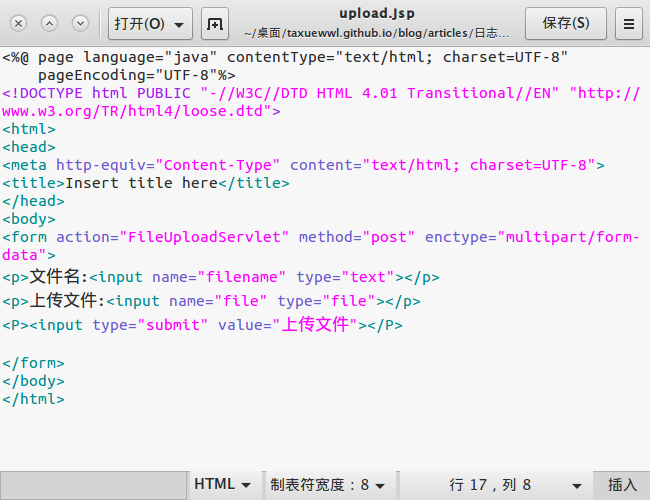 打开(O)
upload.jsp
~/桌面/taxuewwl.github.io/blog/articles/日志...
保存(S)
<%@ page language="java" contentType="text/html; charset=UTF-8"
    pageEncoding="UTF-8"%>
<!DOCTYPE html PUBLIC "-//W3C//DTD HTML 4.01 Transitional//EN" "http://
www.w3.org/TR/html4/loose.dtd">
<html>
<head>
<meta http-equiv="Content-Type" content="text/html; charset=UTF-8">
<title>Insert title here</title>
</head>
<body>
<form action="FileUploadServlet" method="post" enctype="multipart/form-
data">
<p>文件名:<input name="filename" type="text"></p>
<p>上传文件:<input name="file" type="file"></p>
<P><input type="submit" value="上传文件"></P>

</form>
</body>
</html>
HTML 制表符宽度：8 行 17，列 8 插入